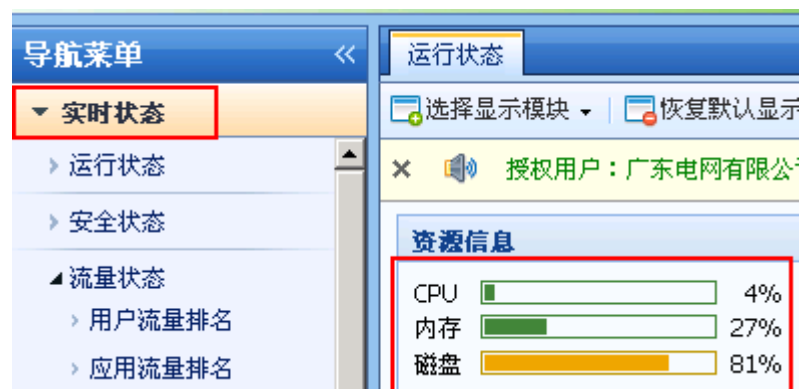 导航菜单
运行状态
实时状态
选择显示模块
恢复默认显示
运行状态
授权用户：广东电网有限公
安全状态
资源信息
流量状态
CPU 4%
用户流量排名
内存 27%
应用流量排名
磁盘 81%